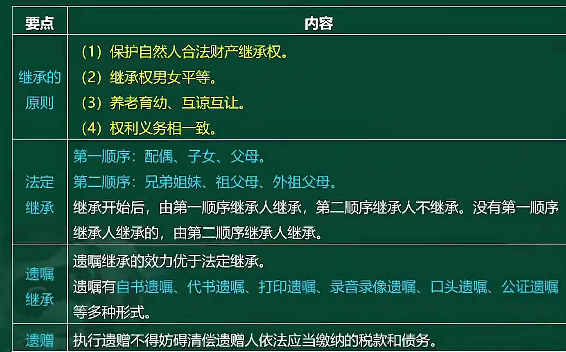 要点 内容
继承的原则
（1）保护自然人合法财产继承权。
（2）继承权男女平等。
（3）养老育幼、互谅互让。
（4）权利义务相一致。
法定继承
第一顺序：配偶、子女、父母。
第二顺序：兄弟姐妹、祖父母、外祖父母。
继承开始后，由第一顺序继承人继承，第二顺序继承人不继承。没有第一顺序
继承人继承的，由第二顺序继承人继承。
遗嘱继承
遗嘱继承的效力优于法定继承。
遗嘱有自书遗嘱、代书遗嘱、打印遗嘱、录音录像遗嘱、口头遗嘱、公证遗嘱
等多种形式。
遗赠 执行遗赠不得妨碍清偿遗赠人依法应当缴纳的税款和债务。